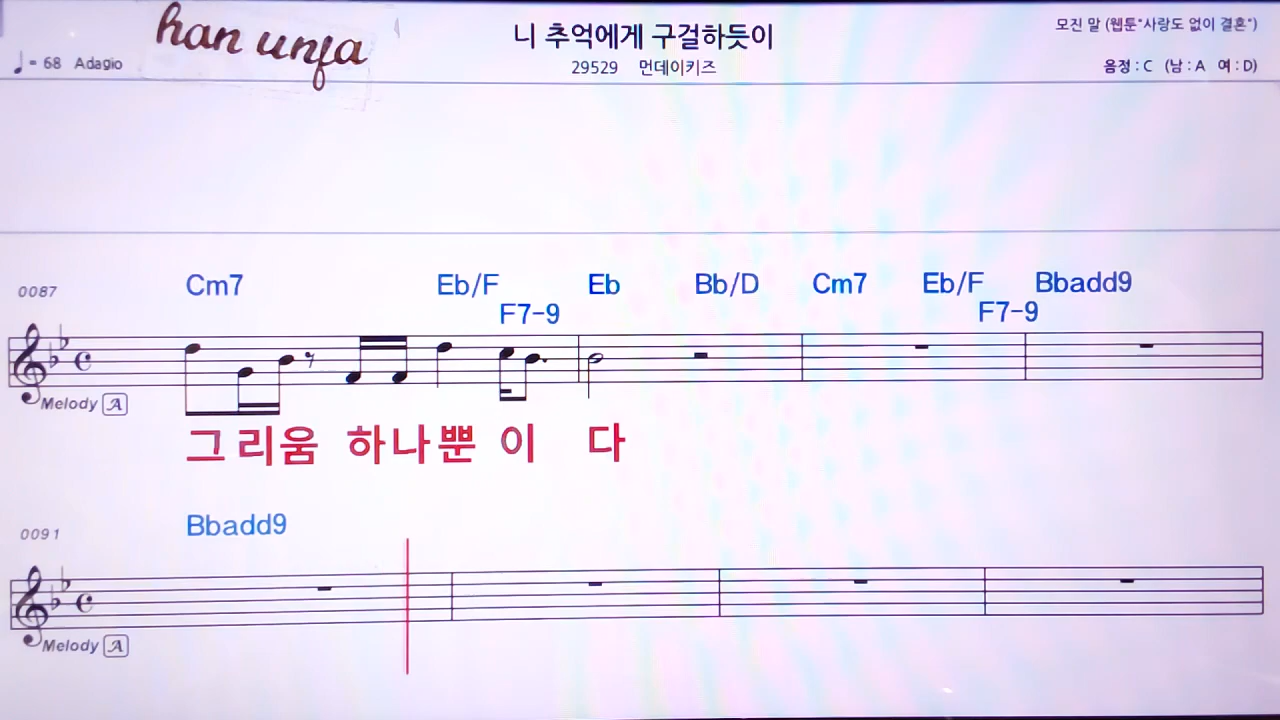 han unfa
니 추억에게 구걸하듯이
모진 말 (웹툰"사랑도 없이 결혼")
♩= 68 Adagio
29529 먼데이키즈
음정 : C (남 : A 여 : D)
0087 Cm7 Eb/F Eb Bb/D Cm7 Eb/F Bbadd9
F7-9 F7-9
Melody A
그리움 하나뿐 이 다
0091 Bbadd9
Melody A